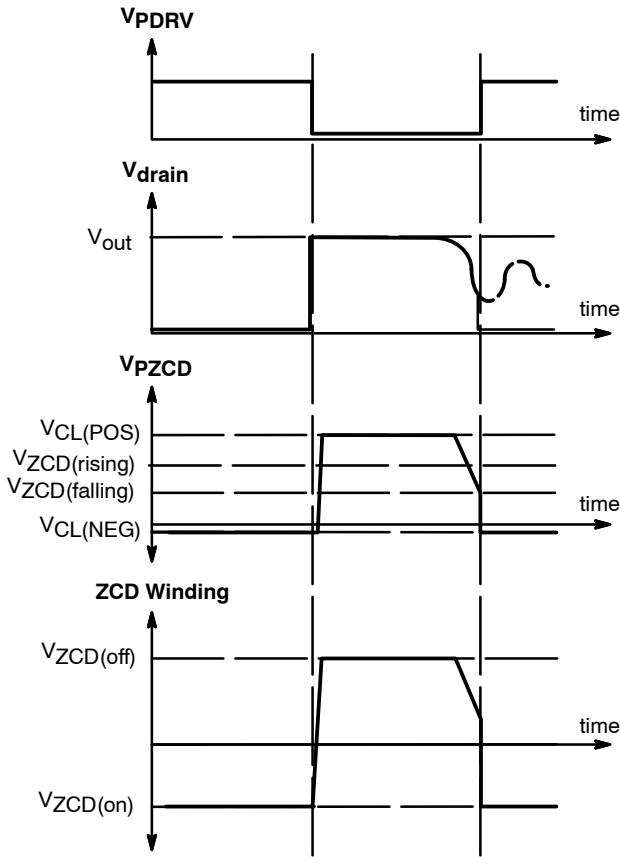 VPDRV
time
Vdrain
Vout
time
VPZCD
VCL(POS)
VZCD(rising)
VZCD(falling)
time
VCL(NEG)
ZCD Winding
VZCD(off)
time
VZCD(on)